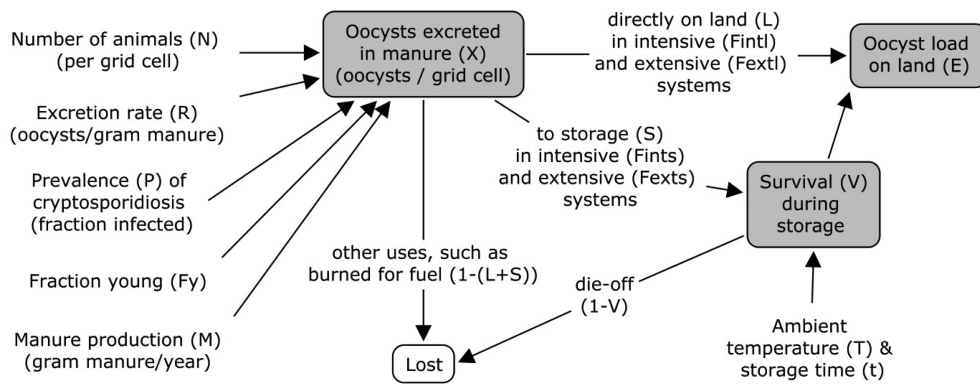 Number of animals (N)
(per grid cell)
Excretion rate (R)
(oocysts/gram manure)
Prevalence (P) of
cryptosporidiosis
(fraction infected)
Fraction young (Fy)
Manure production (M)
(gram manure/year)
Oocysts excreted
in manure (X)
(oocysts / grid cell)
directly on land (L)
in intensive (Fintl)
and extensive (Fextl)
systems
Oocyst load
on land (E)
to storage (S)
in intensive (Fints)
and extensive (Fexts)
systems
Survival (V)
during
storage
other uses, such as
burned for fuel (1-(L+S))
die-off
(1-V)
Lost
Ambient
temperature (T) &
storage time (t)